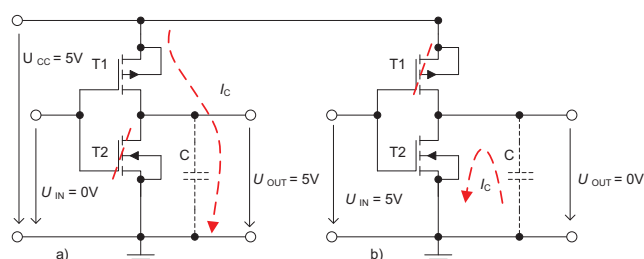 U CC = 5V
T1
I C
T2
C
U IN = 0V
U OUT = 5V
a)
T1
T2
C
I C
U IN = 5V
U OUT = 0V
b)